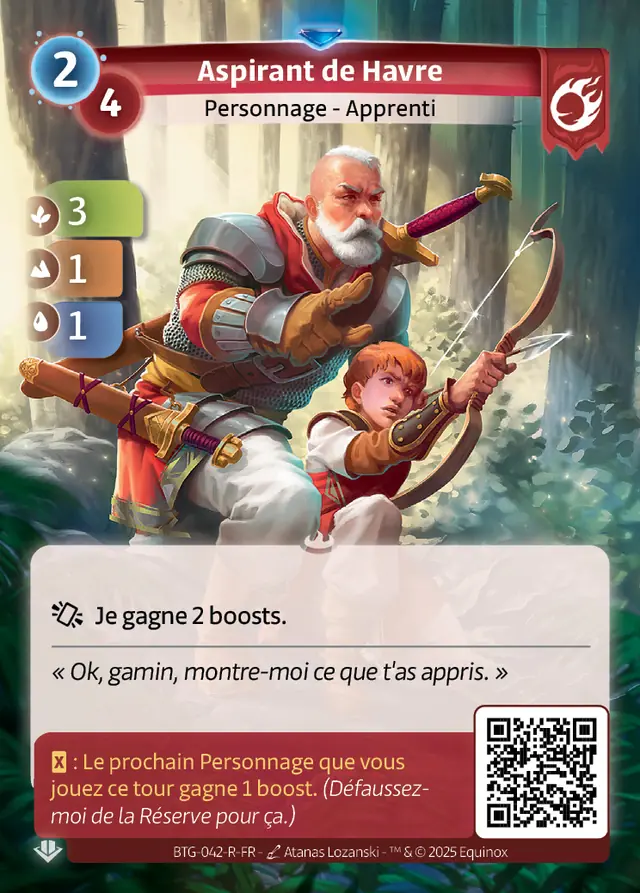 2
Aspirant de Havre
4
Personnage - Apprenti
3
1
1
Je gagne 2 boosts.
« Ok, gamin, montre-moi ce que t'as appris. »
X : Le prochain Personnage que vous
jouez ce tour gagne 1 boost. (Défaussez-
moi de la Réserve pour ça.)
BTG-042-R-FR - Atanas Lozanski - ™ & © 2025 Equinox